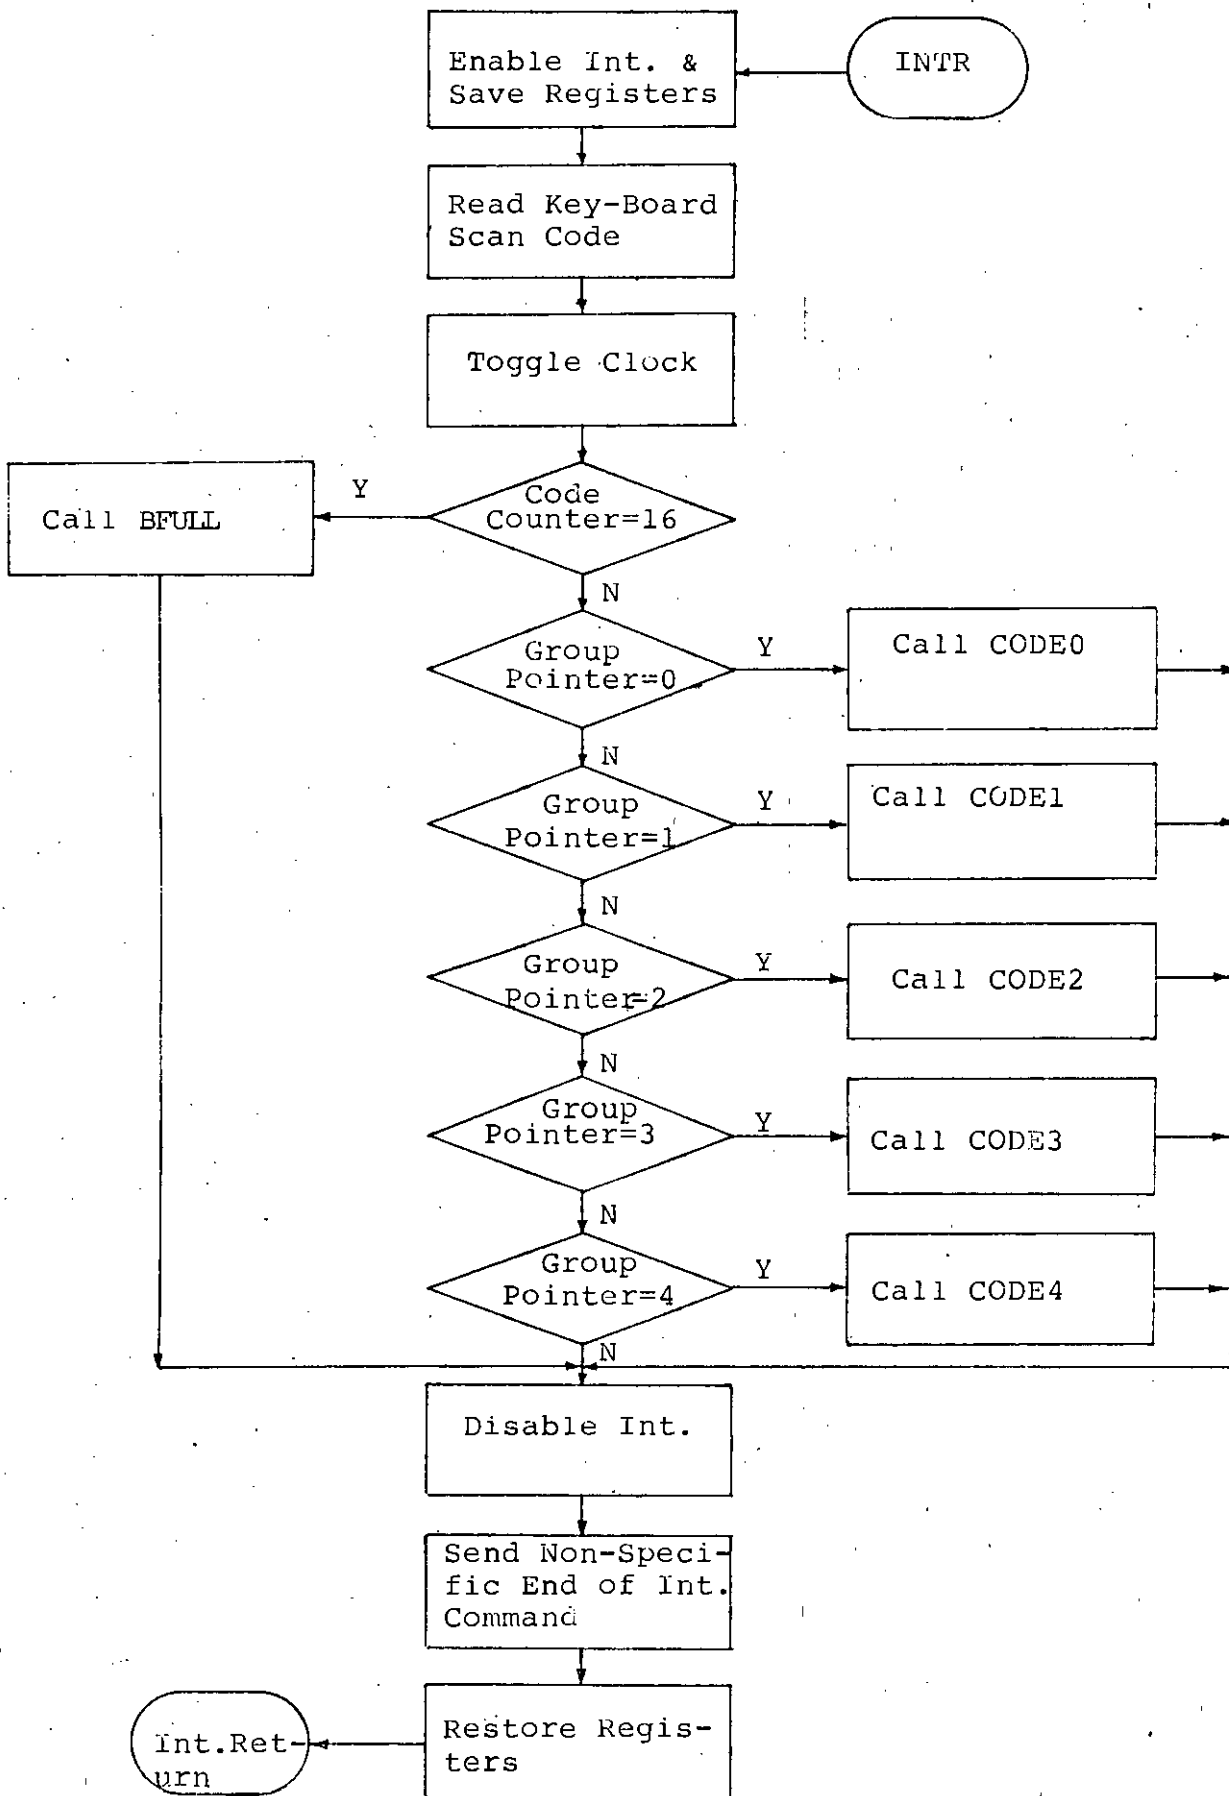 Enable Int. &
Save Registers
INTR
Read Key-Board
Scan Code
Toggle Clock
Code
Counter=16
Y
Call BFULL
N
Group
Pointer=0
Y
Call CODE0
N
Group
Pointer=1
Y
Call CODE1
N
Group
Pointer=2
Y
Call CODE2
N
Group
Pointer=3
Y
Call CODE3
N
Group
Pointer=4
Y
Call CODE4
N
Disable Int.
Send Non-Speci-
fic End of Int.
Command
Restore Regis-
ters
Int.Ret-
urn